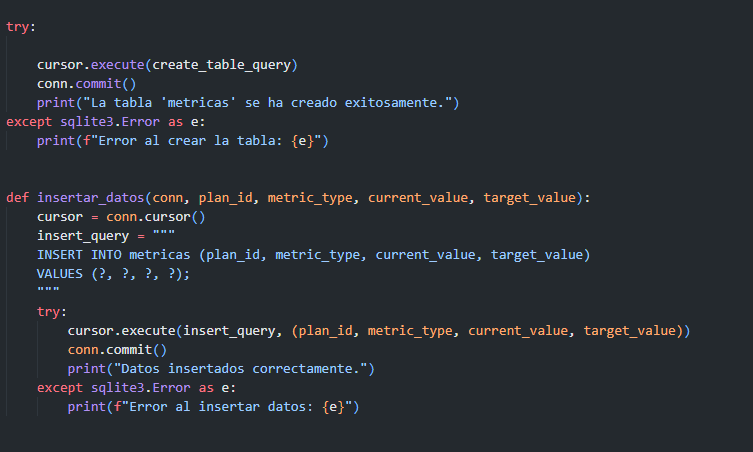 try:
    cursor.execute(create_table_query)
    conn.commit()
    print("La tabla 'metricas' se ha creado exitosamente.")
except sqlite3.Error as e:
    print(f"Error al crear la tabla: {e}")
def insertar_datos(conn, plan_id, metric_type, current_value, target_value):
    cursor = conn.cursor()
    insert_query = """
    INSERT INTO metricas (plan_id, metric_type, current_value, target_value)
    VALUES (?, ?, ?, ?);
    """
    try:
        cursor.execute(insert_query, (plan_id, metric_type, current_value, target_value))
        conn.commit()
        print("Datos insertados correctamente.")
    except sqlite3.Error as e:
        print(f"Error al insertar datos: {e}")